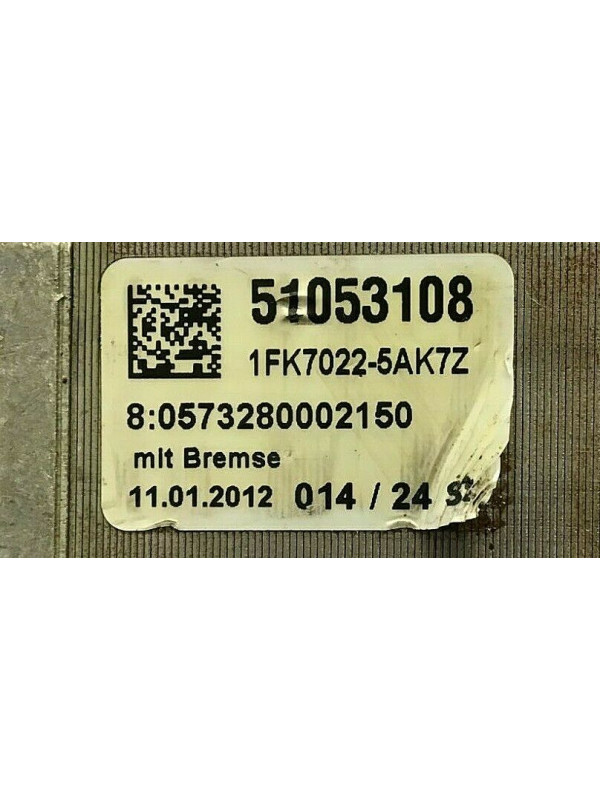 51053108
1FK7022-5AK7Z
8:0573280002150
mit Bremse
11.01.2012 014 / 24